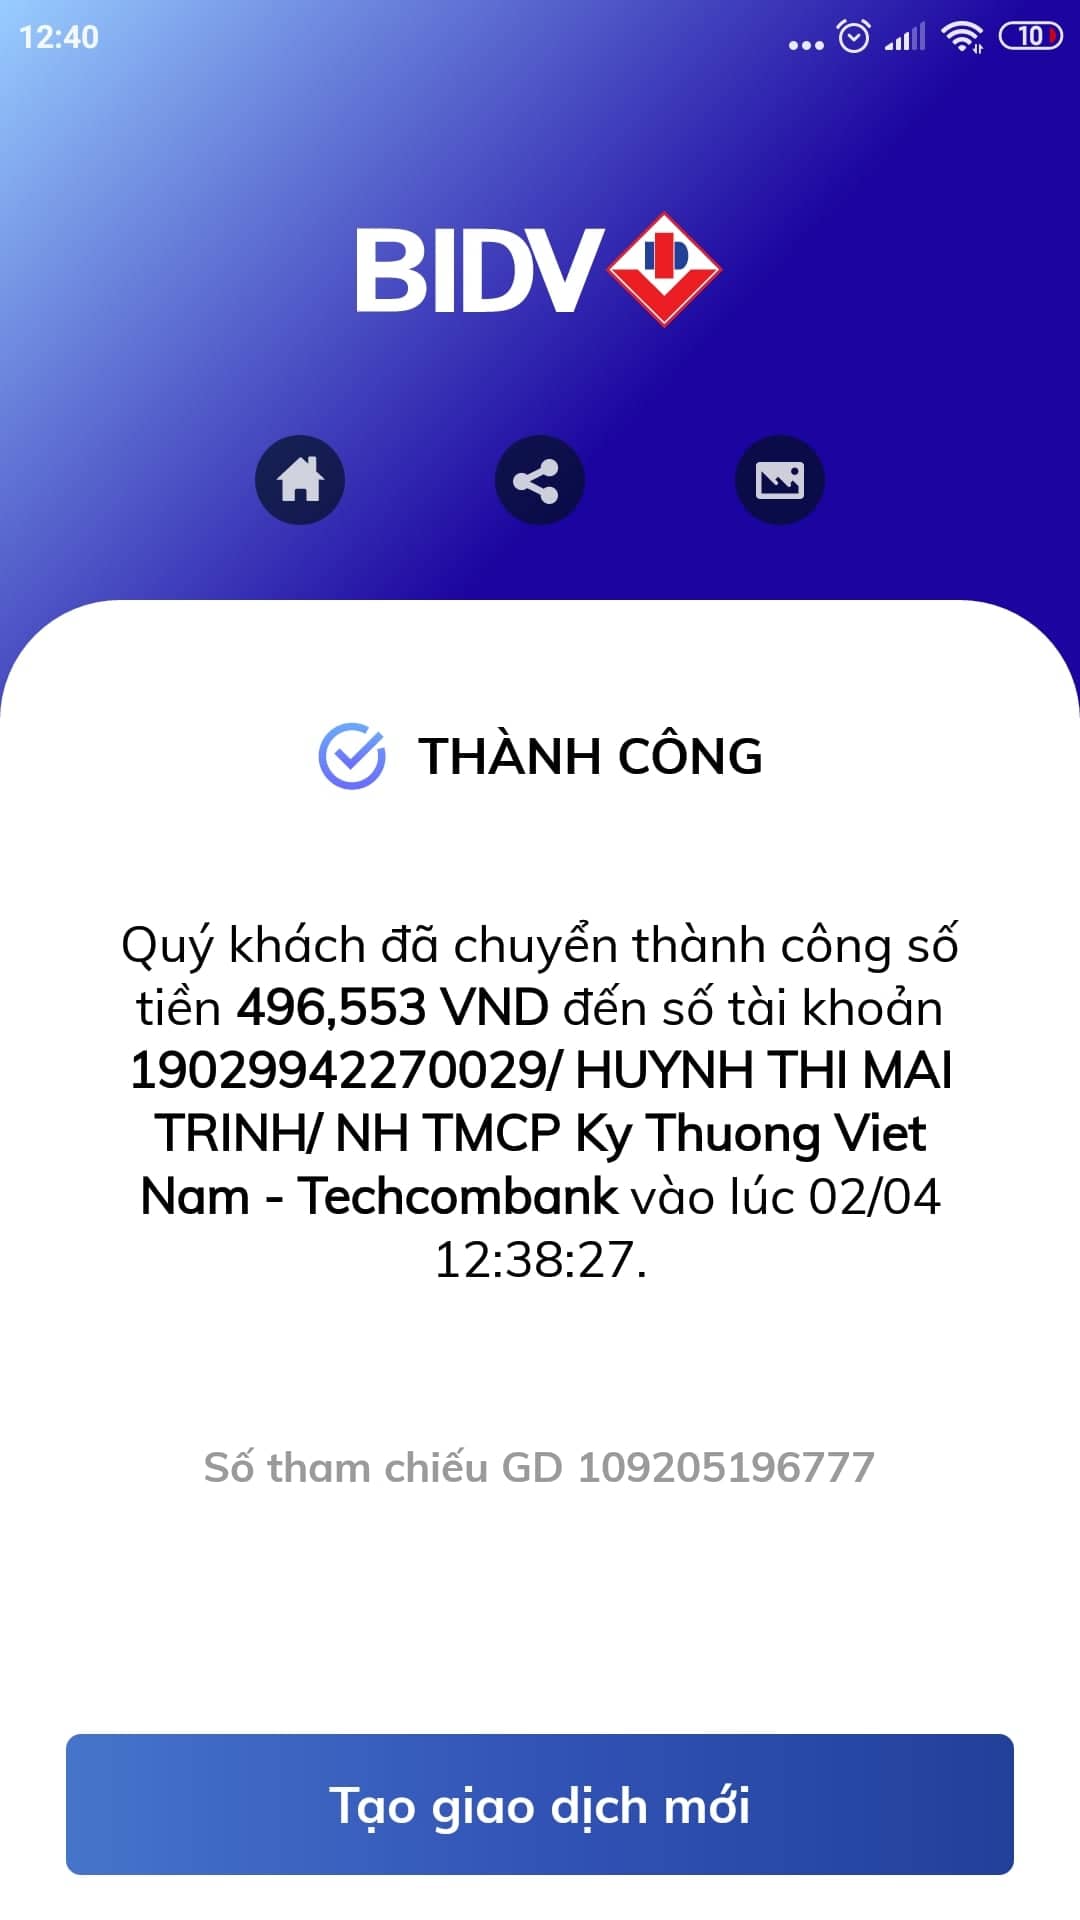 12:40
10
BIDV
THÀNH CÔNG
Quý khách đã chuyển thành công số
tiền 496,553 VND đến số tài khoản
19029942270029/ HUYNH THI MAI
TRINH/ NH TMCP Ky Thuong Viet
Nam - Techcombank vào lúc 02/04
12:38:27.
Số tham chiếu GD 109205196777
Tạo giao dịch mới